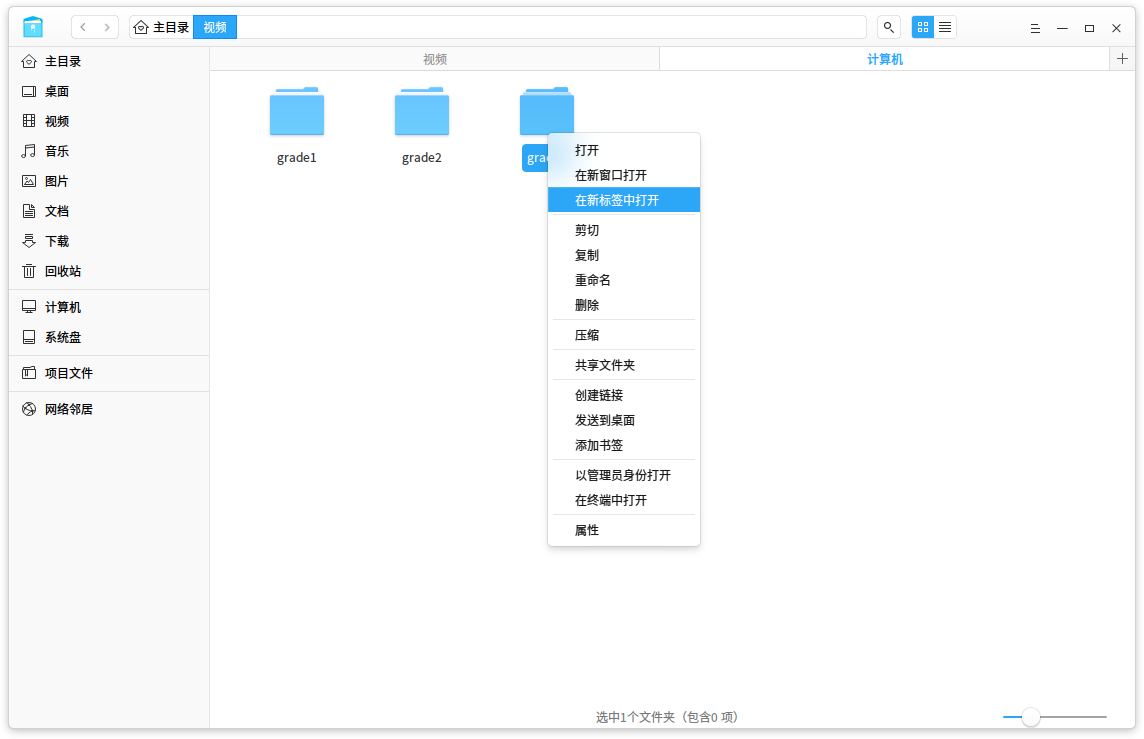 主目录 视频
主目录
桌面
视频
音乐
图片
文档
下载
回收站
计算机
系统盘
项目文件
网络邻居
视频 计算机
grade1 grade2
打开
在新窗口打开
在新标签中打开
剪切
复制
重命名
删除
压缩
共享文件夹
创建链接
发送到桌面
添加书签
以管理员身份打开
在终端中打开
属性
选中1个文件夹（包含0 项）